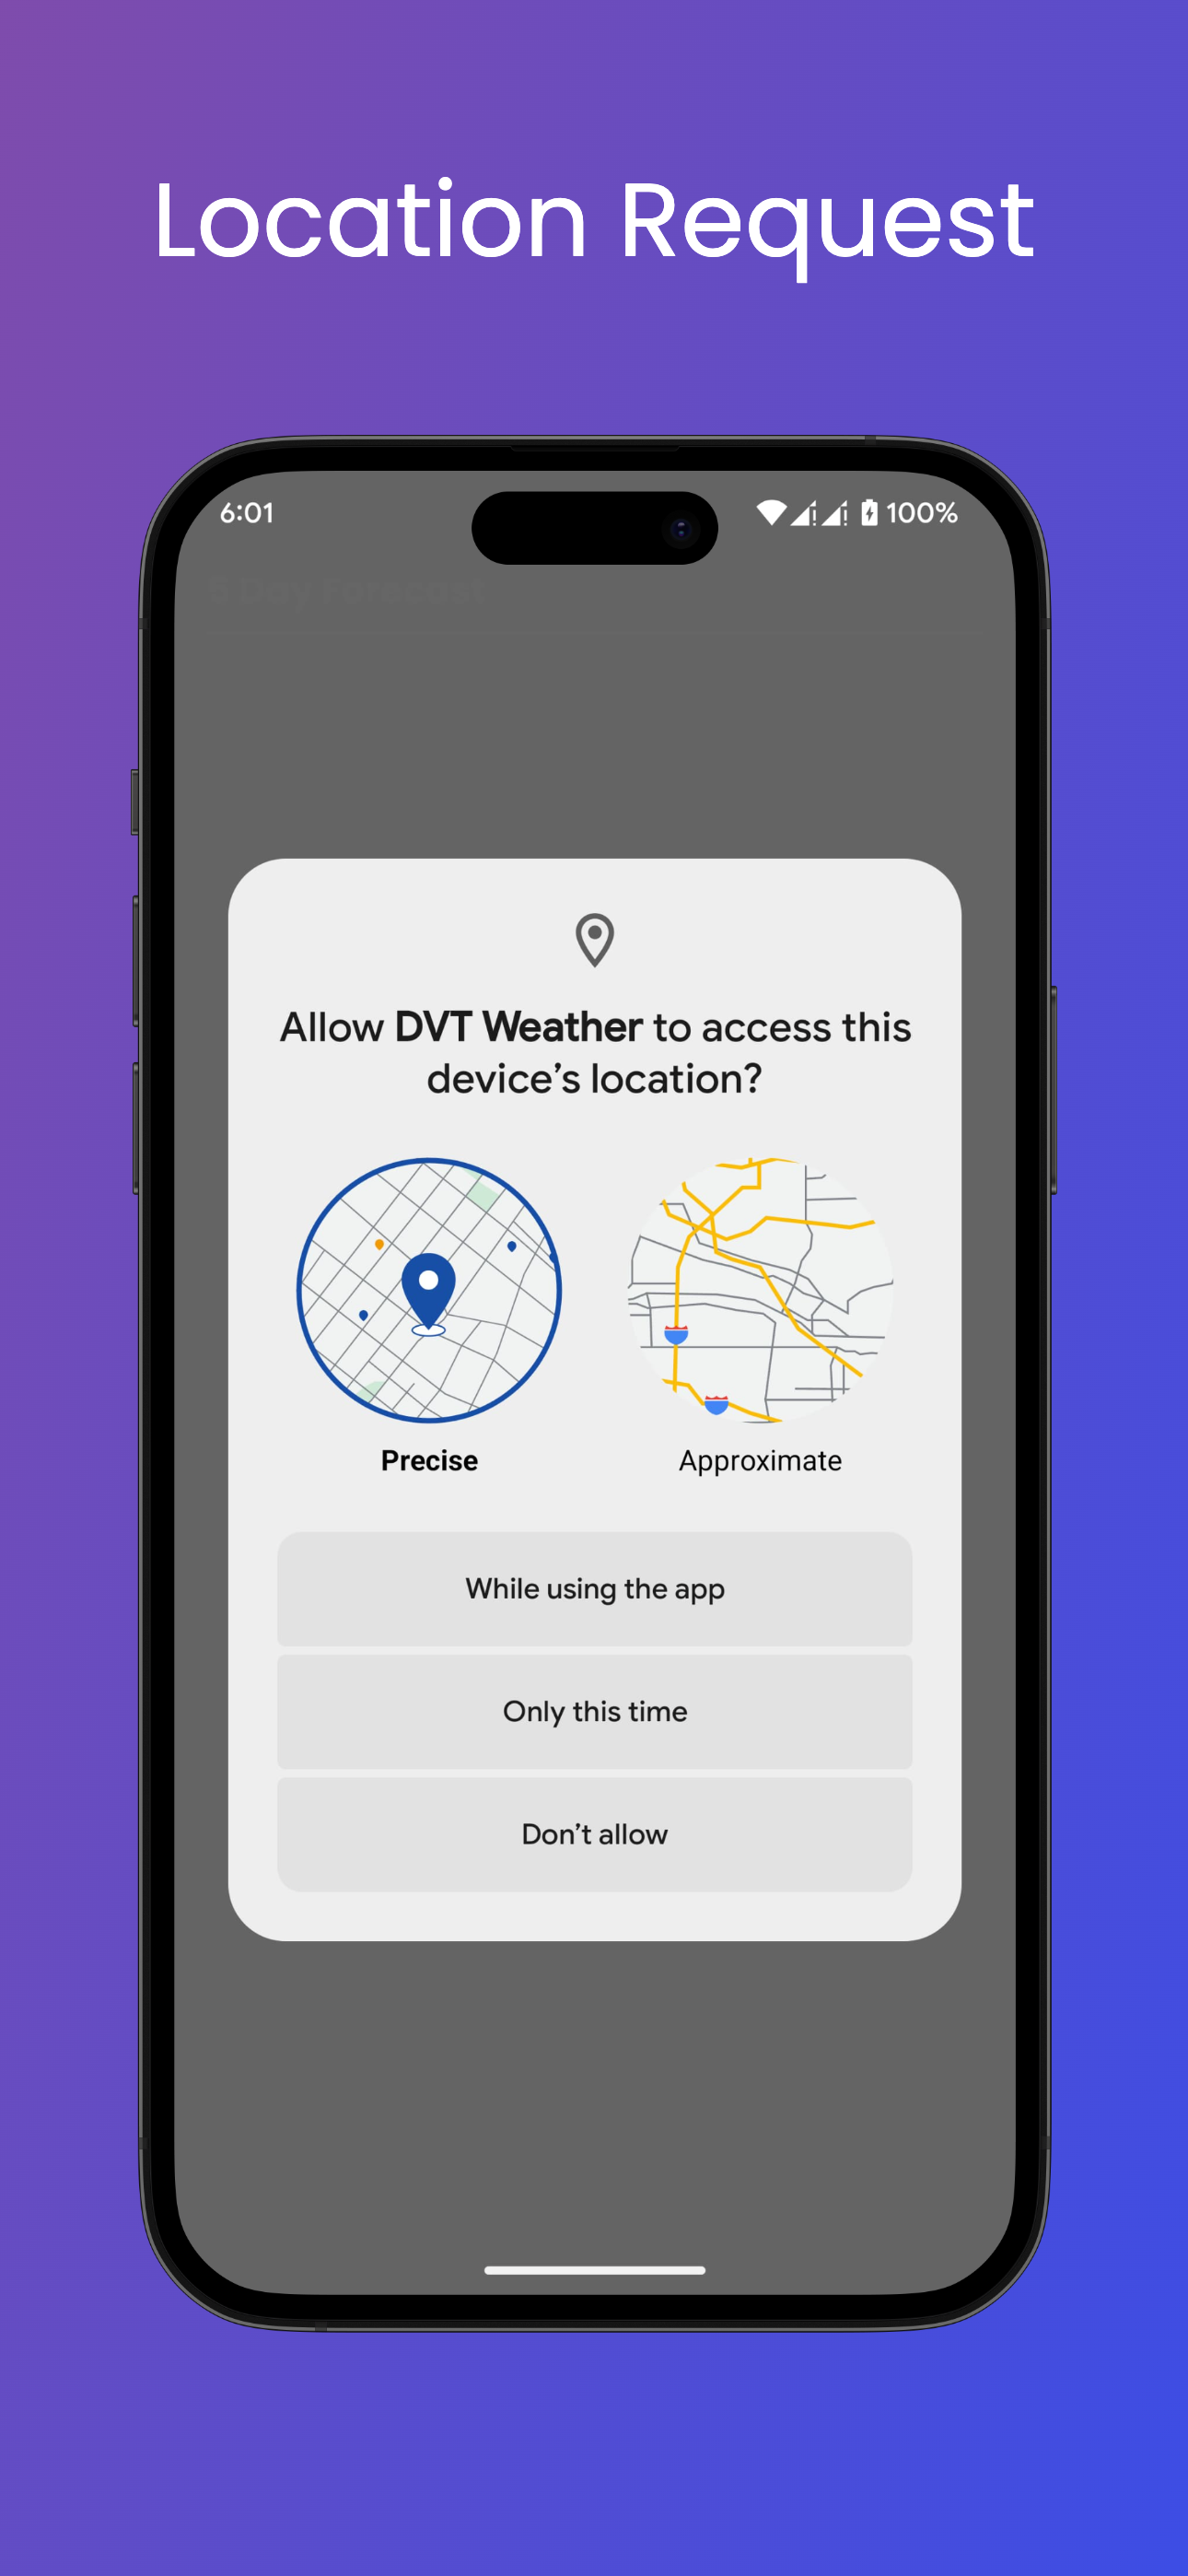 Location Request
6:01
100%
5 Day Forecast
Allow DVT Weather to access this
device’s location?
Precise
Approximate
While using the app
Only this time
Don’t allow